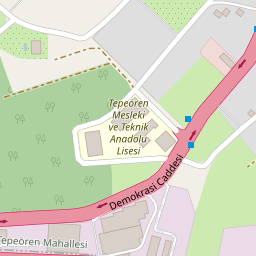 Tepeören
Mesleki
ve Teknik
Anadolu
Lisesi
Demokrasi Caddesi
Tepeören Mahallesi